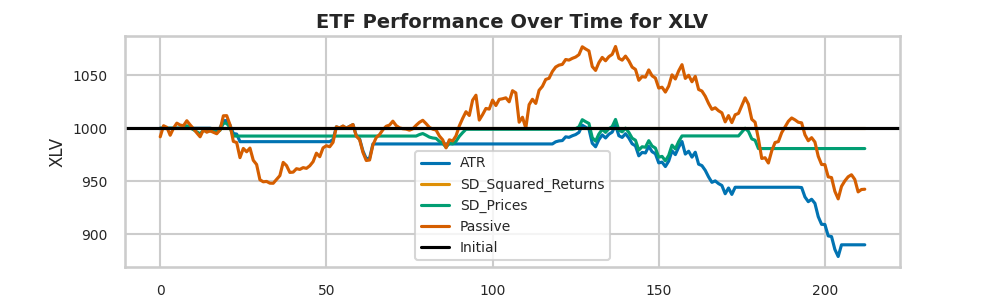 ETF Performance Over Time for XLV
XLV
1050
1000
950
900
ATR
SD_Squared_Returns
SD_Prices
Passive
Initial
0
50
100
150
200